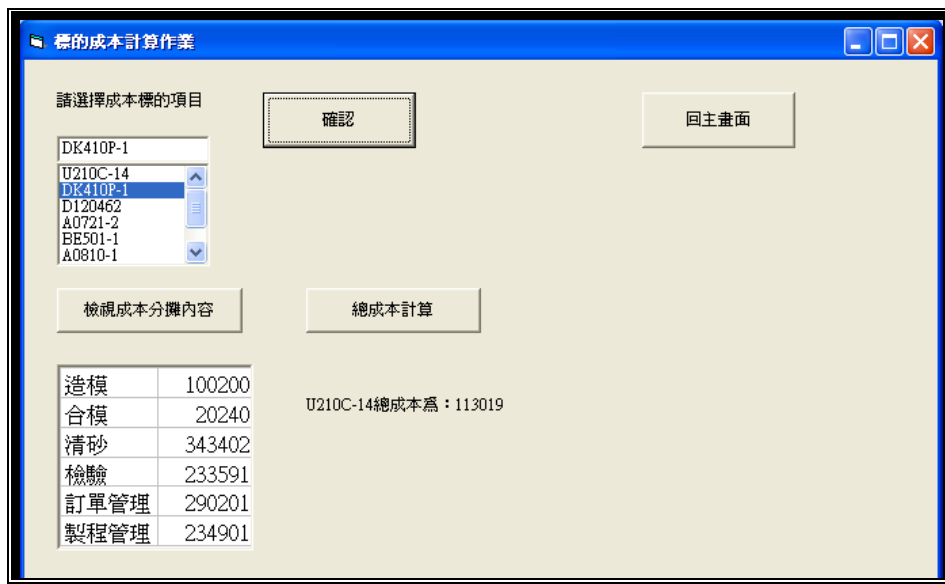 標的成本計算作業
請選擇成本標的項目
確認
回主畫面
DK410P-1
U210C-14
DK410P-1
D120462
A0721-2
BE501-1
A0810-1
檢視成本分攤內容
總成本計算
造模 100200
合模 20240
清砂 343402
檢驗 233591
訂單管理 290201
製程管理 234901
U210C-14總成本為：113019